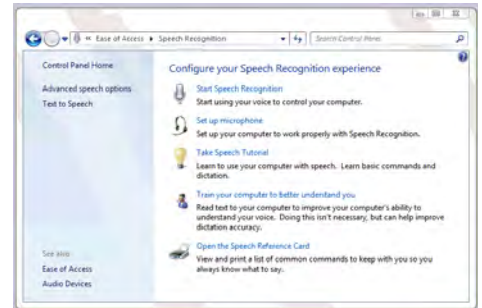 Ease of Access
Speech Recognition
Search Control Panel
Control Panel Home
Advanced speech options
Text to Speech
Configure your Speech Recognition experience
Start Speech Recognition
Start using your voice to control your computer.
Set up microphone
Set up your computer to work properly with Speech Recognition.
Take Speech Tutorial
Learn to use your computer with speech. Learn basic commands and
dictation.
Train your computer to better understand you
Read text to your computer to improve your computer's ability to
understand your voice. Doing this isn't necessary, but can help improve
dictation accuracy.
Open the Speech Reference Card
View and print a list of common commands to keep with you so you
always know what to say.
See also
Ease of Access
Audio Devices